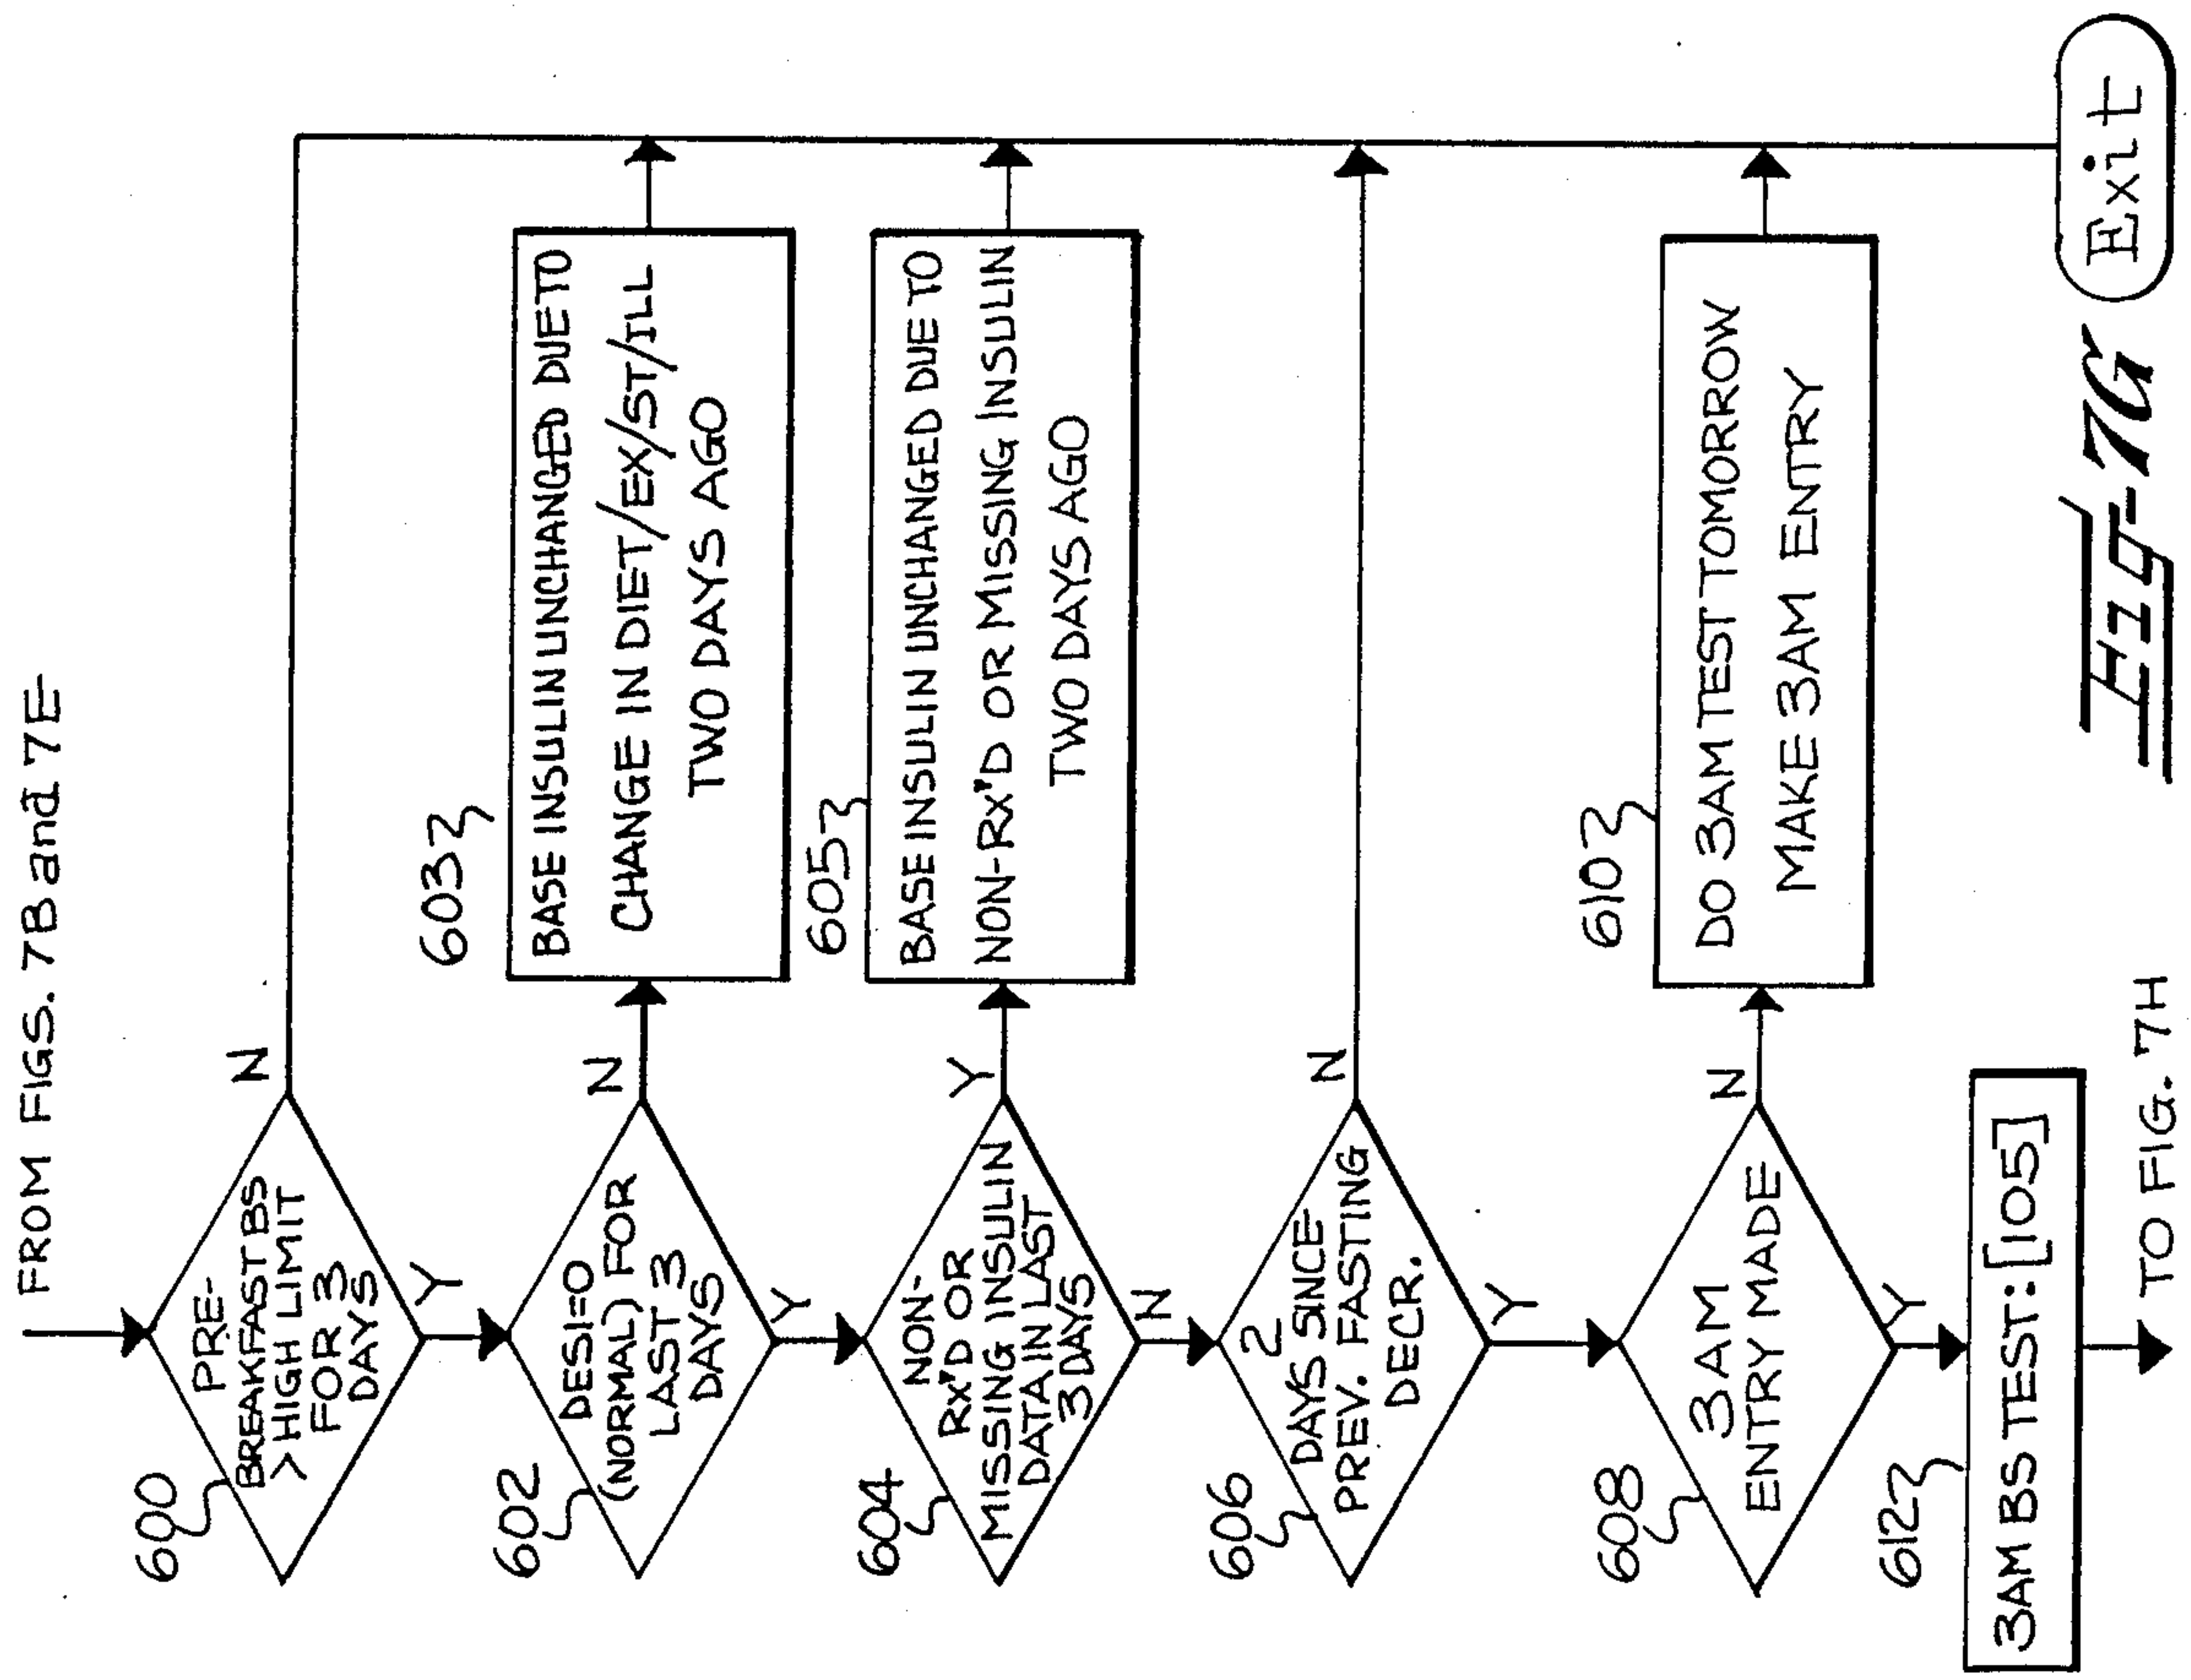 FROM FIGS. 7B and 7E
600
PRE-
BREAKFAST BS
> HIGH LIMIT
FOR 3
DAYS
N
Y
602
DESI=0
(NORMAL) FOR
LAST 3
DAYS
N
Y
603
BASE INSULIN UNCHANGED DUE TO
CHANGE IN DIET/EX/ST/ILL
TWO DAYS AGO
604
NON-
RX'D OR
MISSING INSULIN
DATA IN LAST
3 DAYS
Y
N
605
BASE INSULIN UNCHANGED DUE TO
NON-RX'D OR MISSING INSULIN
TWO DAYS AGO
606
2
DAYS SINCE
PREV. FASTING
DECR.
N
Y
608
3 AM
ENTRY MADE
N
Y
610
DO 3AM TEST TOMORROW
MAKE 3AM ENTRY
612
3AM BS TEST:[105]
TO FIG. 7H
Exit
Fig-7G